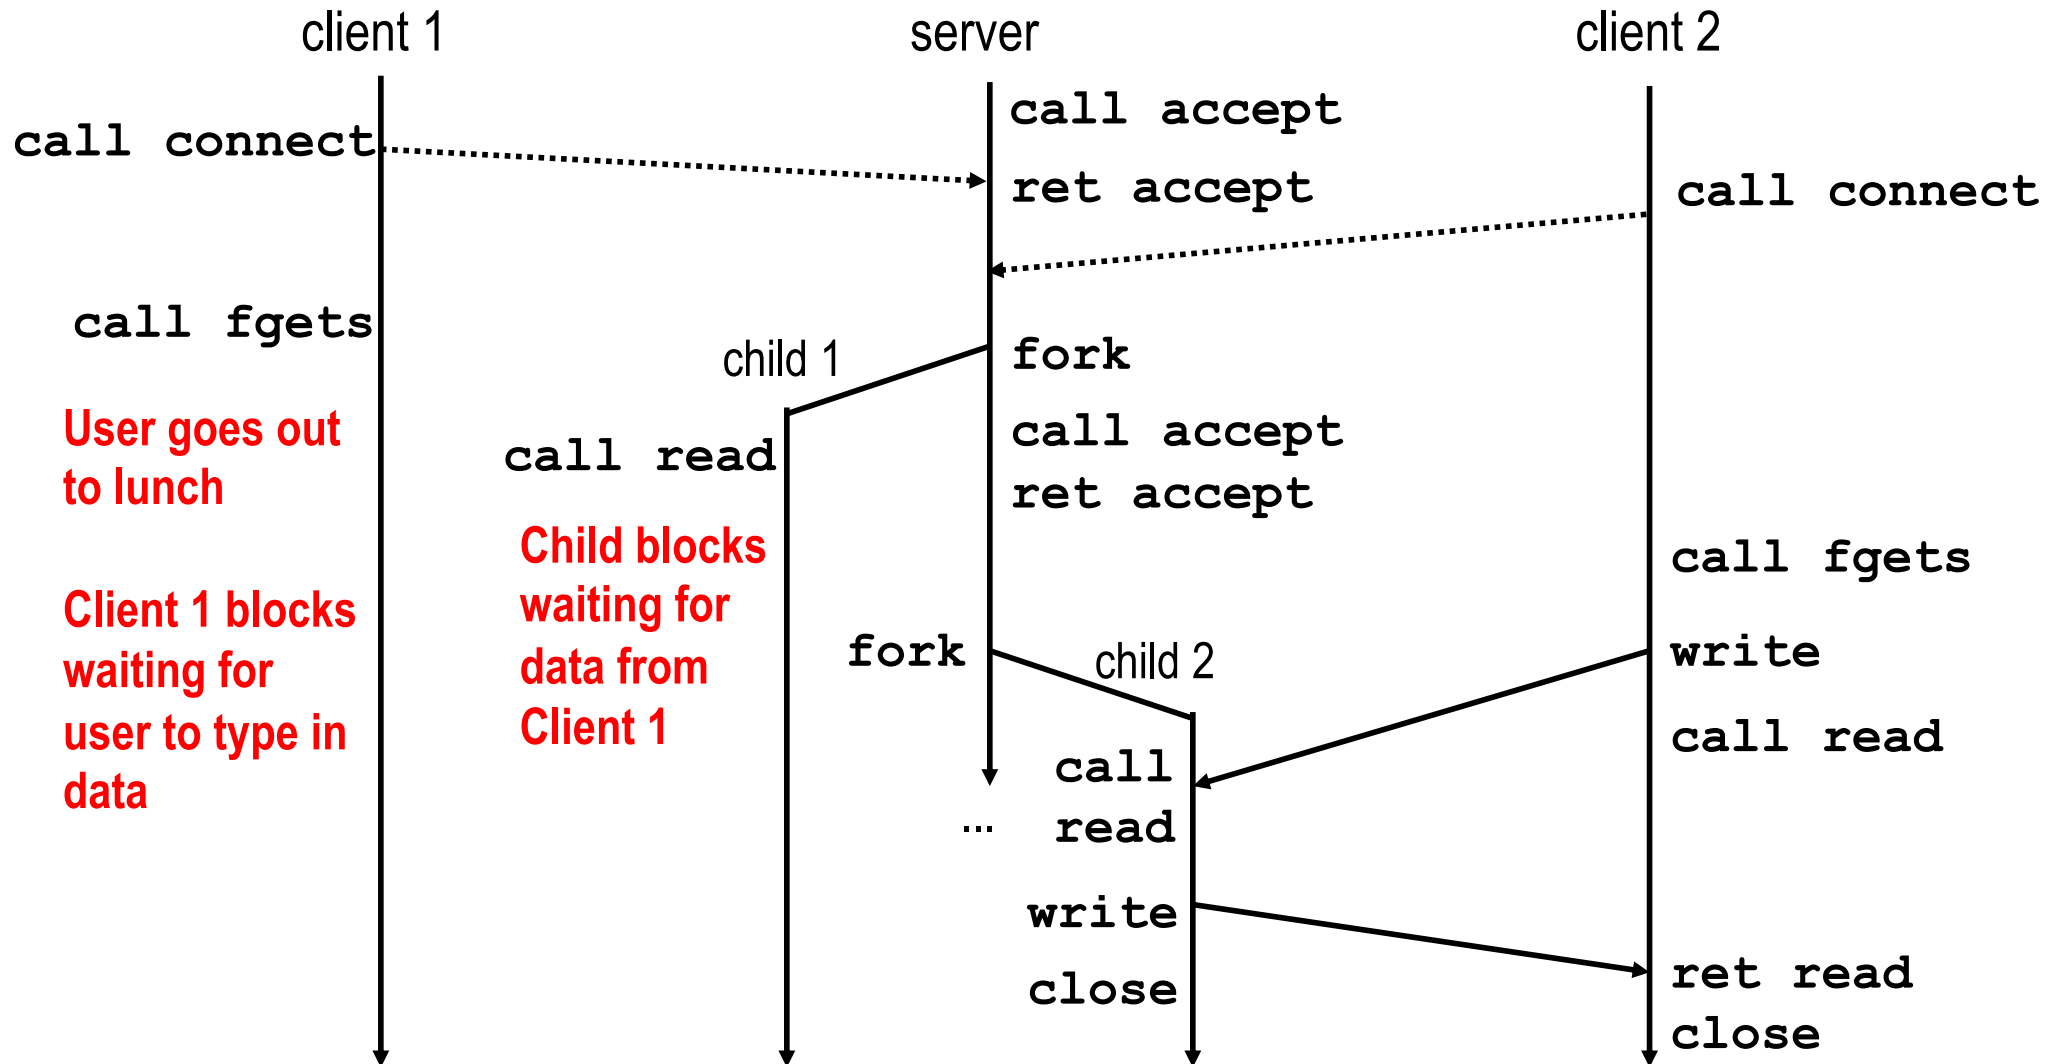 client 1
server
client 2
call connect
call fgets
User goes out
to lunch
Client 1 blocks
waiting for
user to type in
data
child 1
call read
Child blocks
waiting for
data from
Client 1
call accept
ret accept
fork
call accept
ret accept
fork
...
child 2
call
read
write
close
call connect
call fgets
write
call read
ret read
close